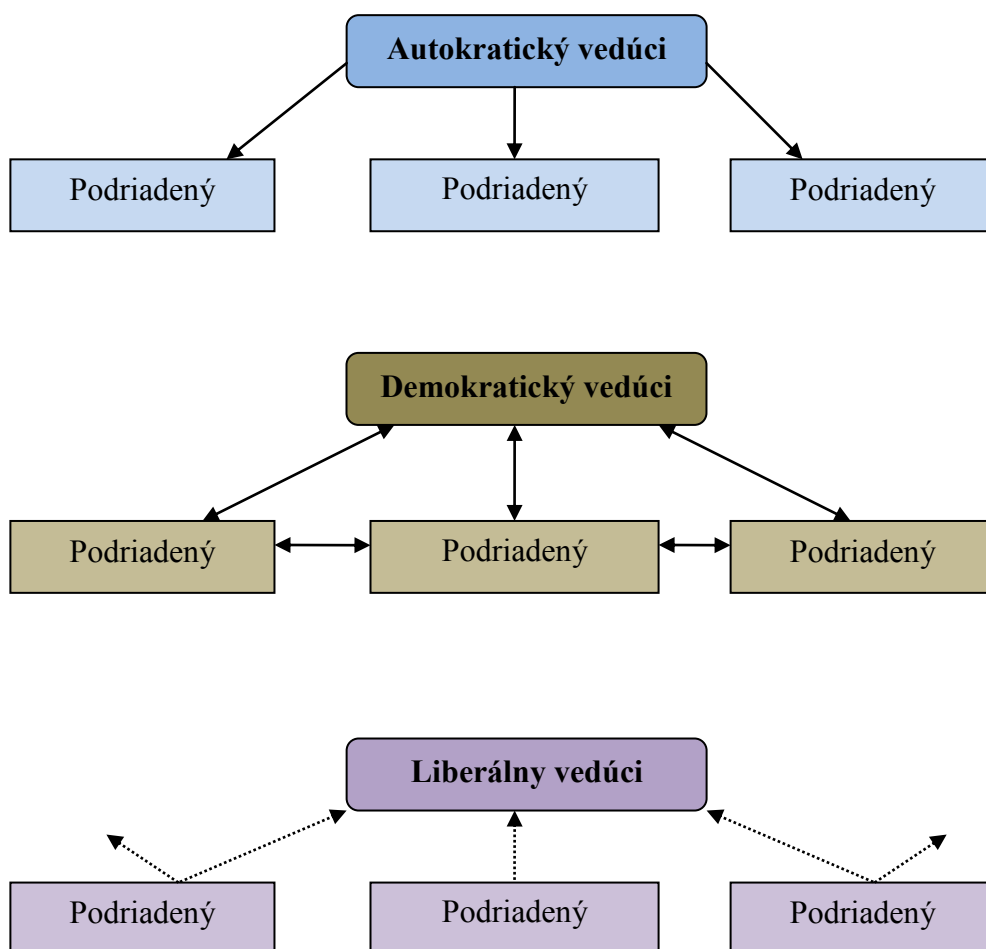 Autokratický vedúci
Podriadený
Podriadený
Podriadený
Demokratický vedúci
Podriadený
Podriadený
Podriadený
Liberálny vedúci
Podriadený
Podriadený
Podriadený